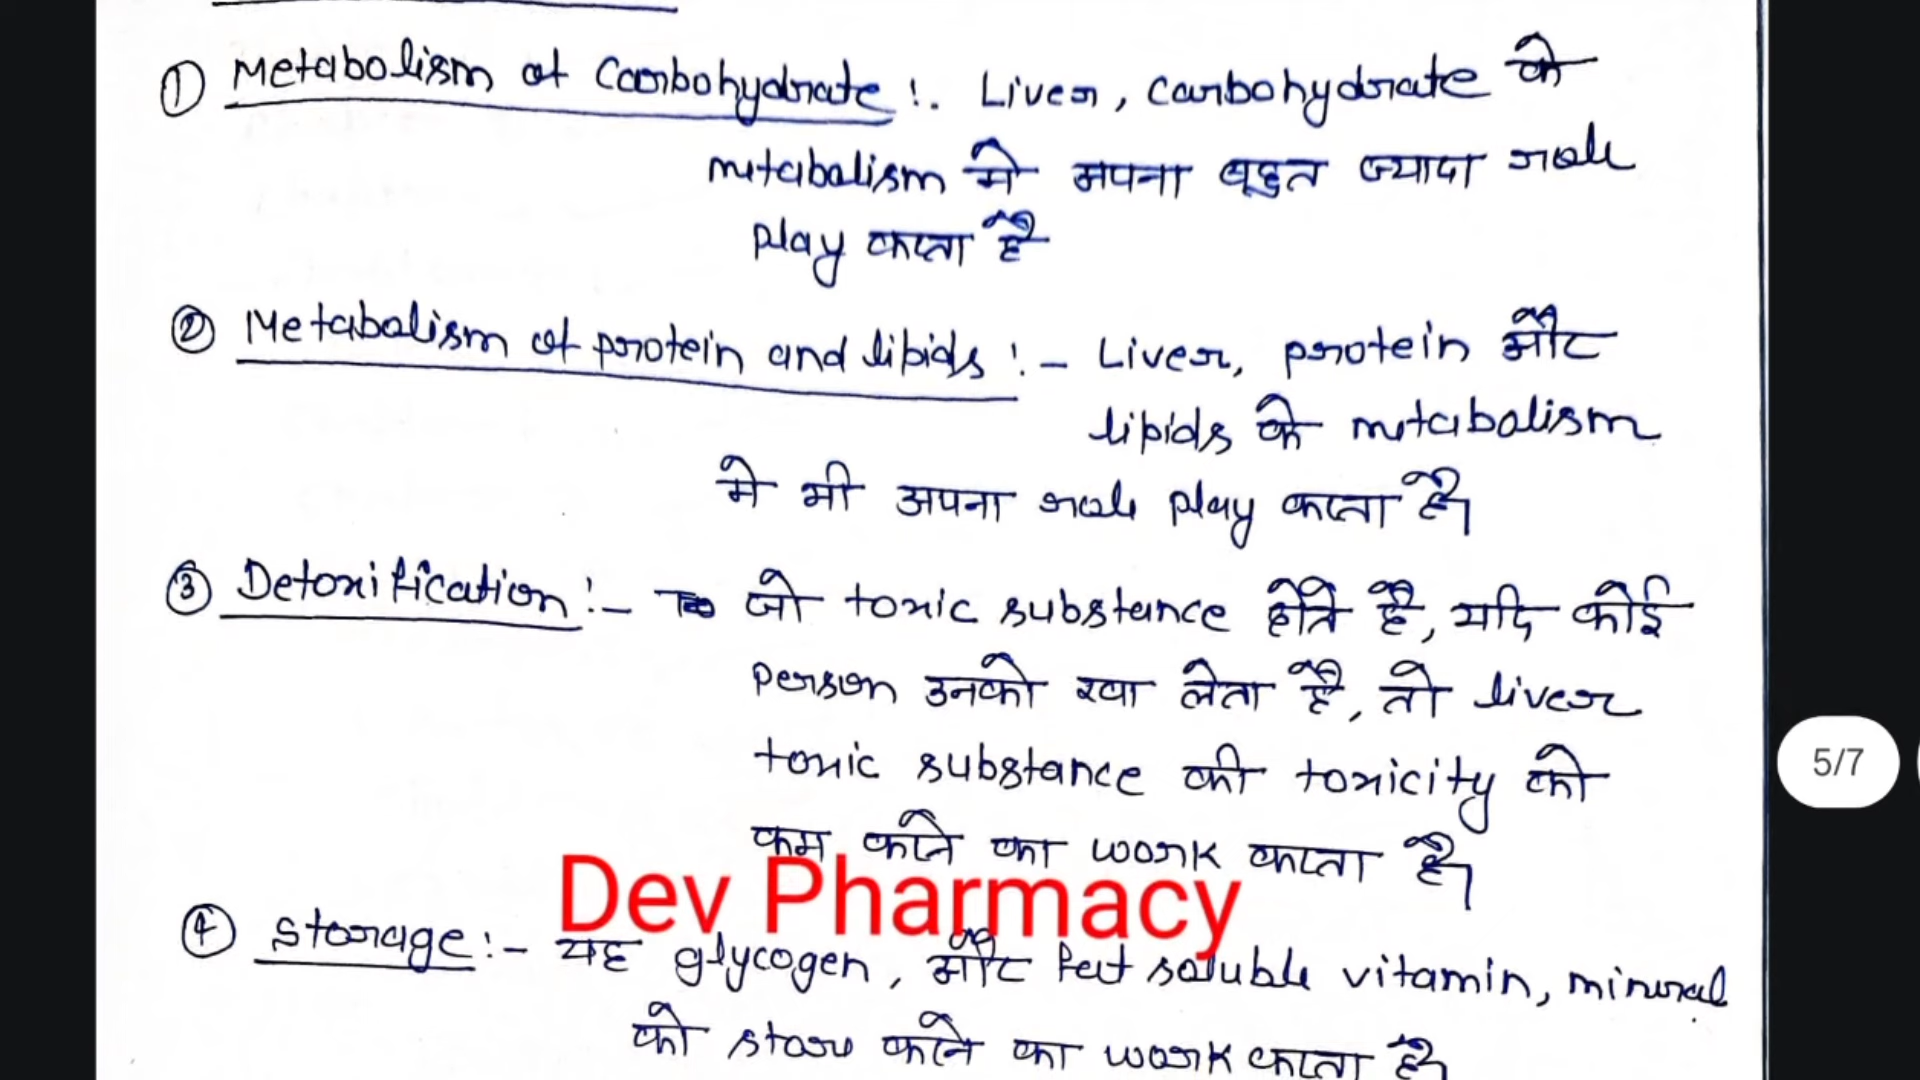 ① Metabolism of Carbohydrate :. Liver, carbohydrate के
metabolism मे अपना बहुत ज्यादा role
play करता है
② Metabolism of protein and lipids :- Liver, protein और
lipids के metabolism
मे भी अपना role play करता है।
③ Detoxification :- जो toxic substance होते है, यदि कोई
person उनको खा लेता है, तो liver
toxic substance की toxicity को
5/7
कम करने का work करता है।
Dev Pharmacy
④ Storage :- यह glycogen, और fat soluble vitamin, mineral
को store करने का work करता है।